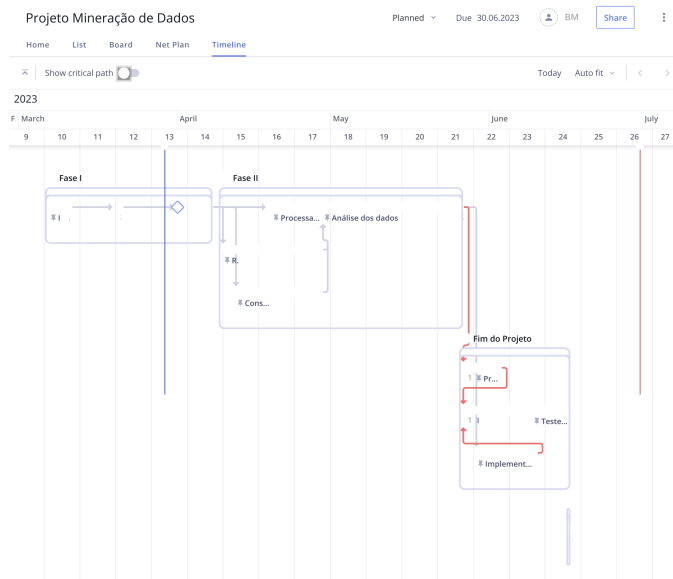 Projeto Mineração de Dados
Planned Due 30.06.2023 BM Share
Home List Board Net Plan Timeline
Show critical path Today Auto fit
2023
F March April May June July
9 10 11 12 13 14 15 16 17 18 19 20 21 22 23 24 25 26 27
Fase I Fase II
I Processa... Análise dos dados
R.
Cons...
Fim do Projeto
1 Pr...
1 Teste...
Implement...